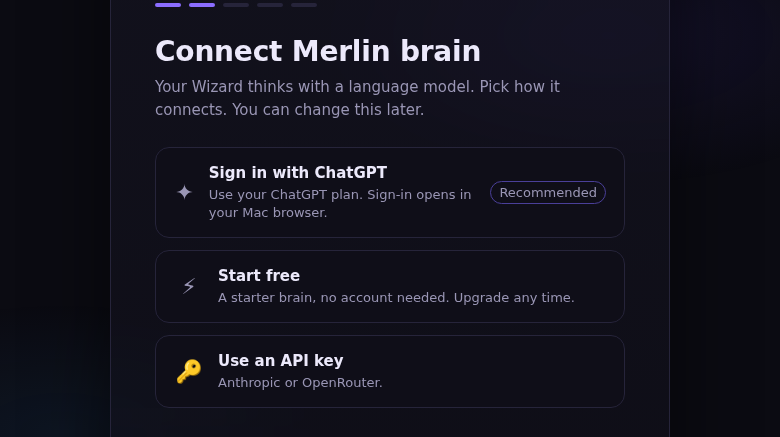 Connect Merlin brain
Your Wizard thinks with a language model. Pick how it
connects. You can change this later.
Sign in with ChatGPT
Use your ChatGPT plan. Sign-in opens in
your Mac browser.
Recommended
Start free
A starter brain, no account needed. Upgrade any time.
Use an API key
Anthropic or OpenRouter.